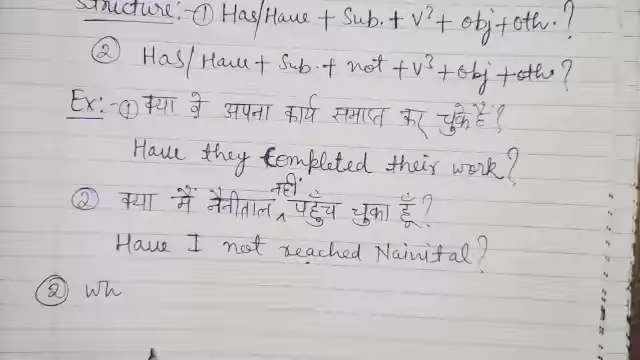 Structure:- ① Has/Have + Sub. + V³ + obj + oth. ?
② Has/Have + Sub. + not + V³ + obj + oth. ?
Ex:- ① क्या वे अपना कार्य समाप्त कर चुके हैं?
Have they Completed their work?
② क्या मैं नैनीताल नहीं पहुँच चुका हूँ?
Have I not reached Nainital?
② Wh